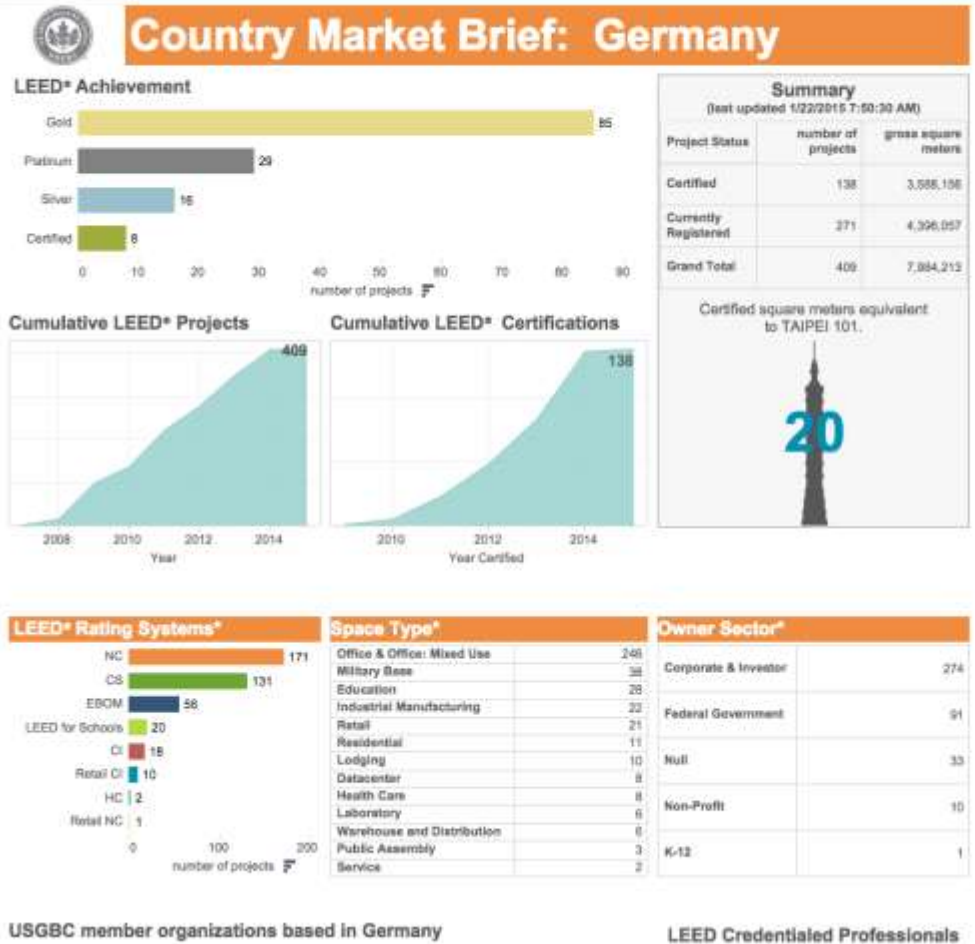 Country Market Brief: Germany
LEED® Achievement
Gold 85
Platinum 29
Silver 16
Certified 8
0 10 20 30 40 50 60 70 80 90
number of projects
Summary
(last updated 1/22/2015 7:50:30 AM)
Project Status number of projects gross square meters
Certified 138 3,588,156
Currently Registered 271 4,396,057
Grand Total 409 7,984,213
Certified square meters equivalent
to TAIPEI 101.
20
Cumulative LEED® Projects
409
2008 2010 2012 2014
Year
Cumulative LEED® Certifications
138
2010 2012 2014
Year Certified
LEED® Rating Systems*
NC 171
CS 131
EBOM 56
LEED for Schools 20
CI 18
Retail CI 10
HC 2
Retail NC 1
0 100 200
number of projects
Space Type*
Office & Office: Mixed Use 246
Military Base 38
Education 28
Industrial Manufacturing 22
Retail 21
Residential 11
Lodging 10
Datacenter 8
Health Care 8
Laboratory 6
Warehouse and Distribution 6
Public Assembly 3
Service 2
Owner Sector*
Corporate & Investor 274
Federal Government 91
Null 33
Non-Profit 10
K-12 1
USGBC member organizations based in Germany
LEED Credentialed Professionals